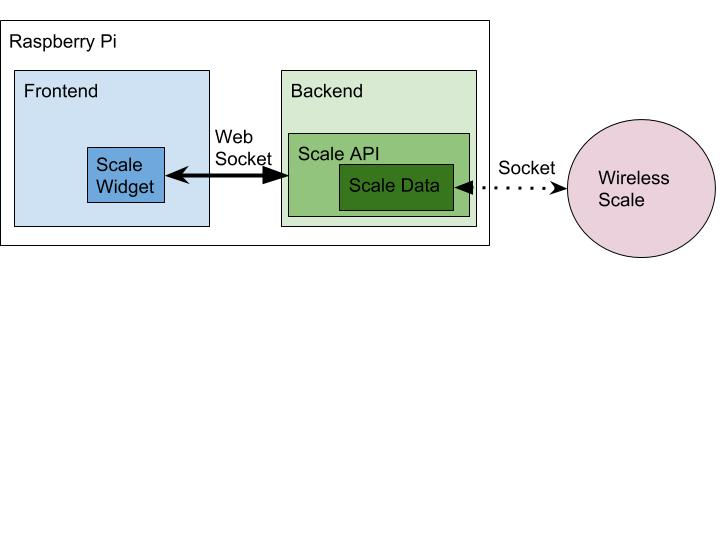 Raspberry Pi
Frontend
Backend
Web
Socket
Scale
Widget
Scale API
Scale Data
Socket
Wireless
Scale